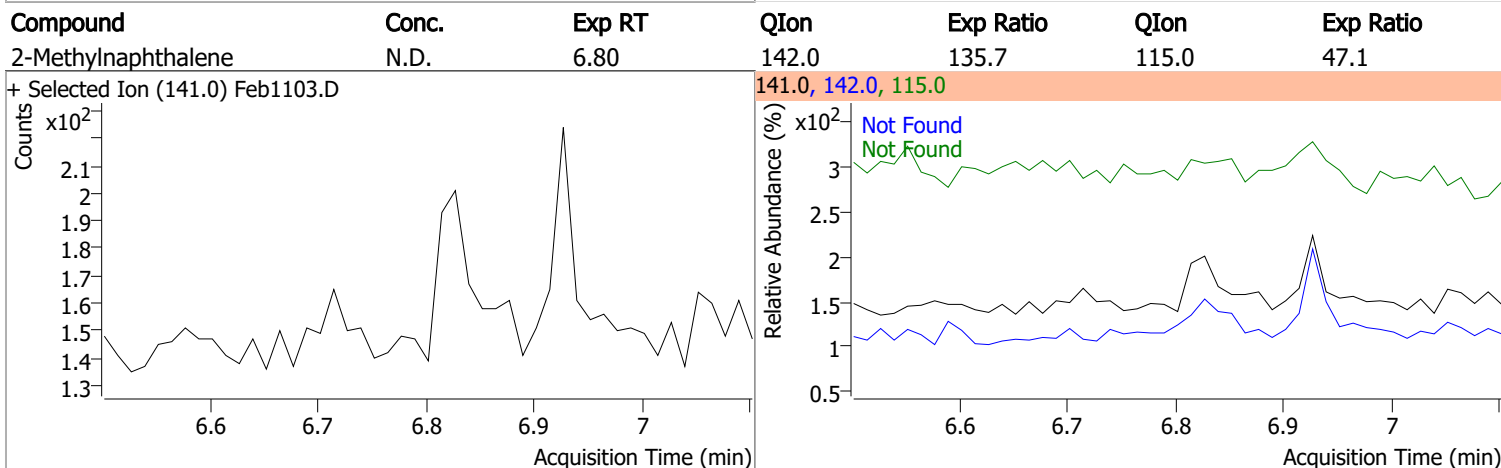 Compound Conc. Exp RT QIon Exp Ratio QIon Exp Ratio
2-Methylnaphthalene N.D. 6.80 142.0 135.7 115.0 47.1
+ Selected Ion (141.0) Feb1103.D
Counts
x10²
2.1
2
1.9
1.8
1.7
1.6
1.5
1.4
1.3
6.6 6.7 6.8 6.9 7
Acquisition Time (min)
141.0, 142.0, 115.0
Relative Abundance (%)
x10²
Not Found
Not Found
3
2.5
2
1.5
1
0.5
6.6 6.7 6.8 6.9 7
Acquisition Time (min)